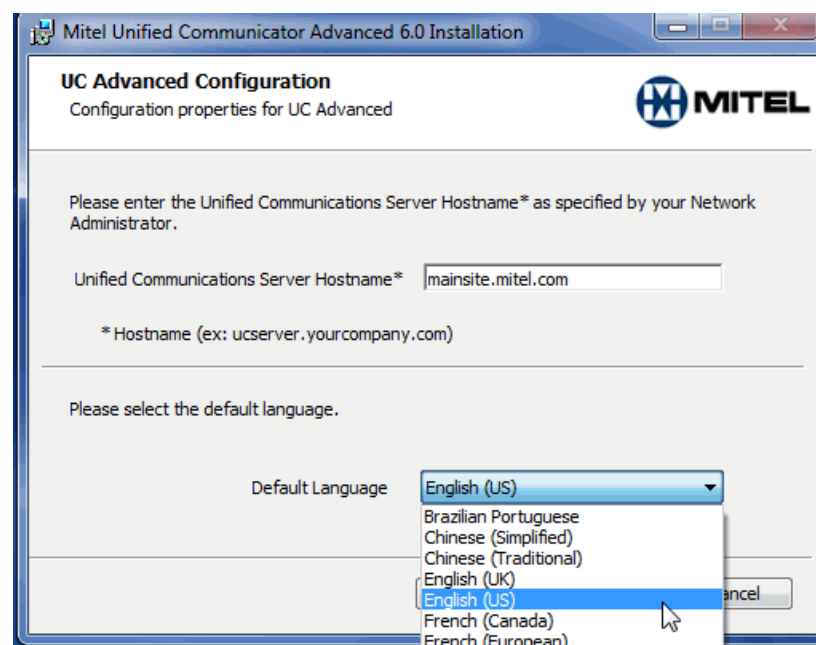 Mitel Unified Communicator Advanced 6.0 Installation
UC Advanced Configuration
Configuration properties for UC Advanced
MITEL
Please enter the Unified Communications Server Hostname* as specified by your Network
Administrator.
Unified Communications Server Hostname* mainsite.mitel.com
* Hostname (ex: ucserver.yourcompany.com)
Please select the default language.
Default Language English (US)
Brazilian Portuguese
Chinese (Simplified)
Chinese (Traditional)
English (UK)
English (US)
ancel
French (Canada)
French (European)